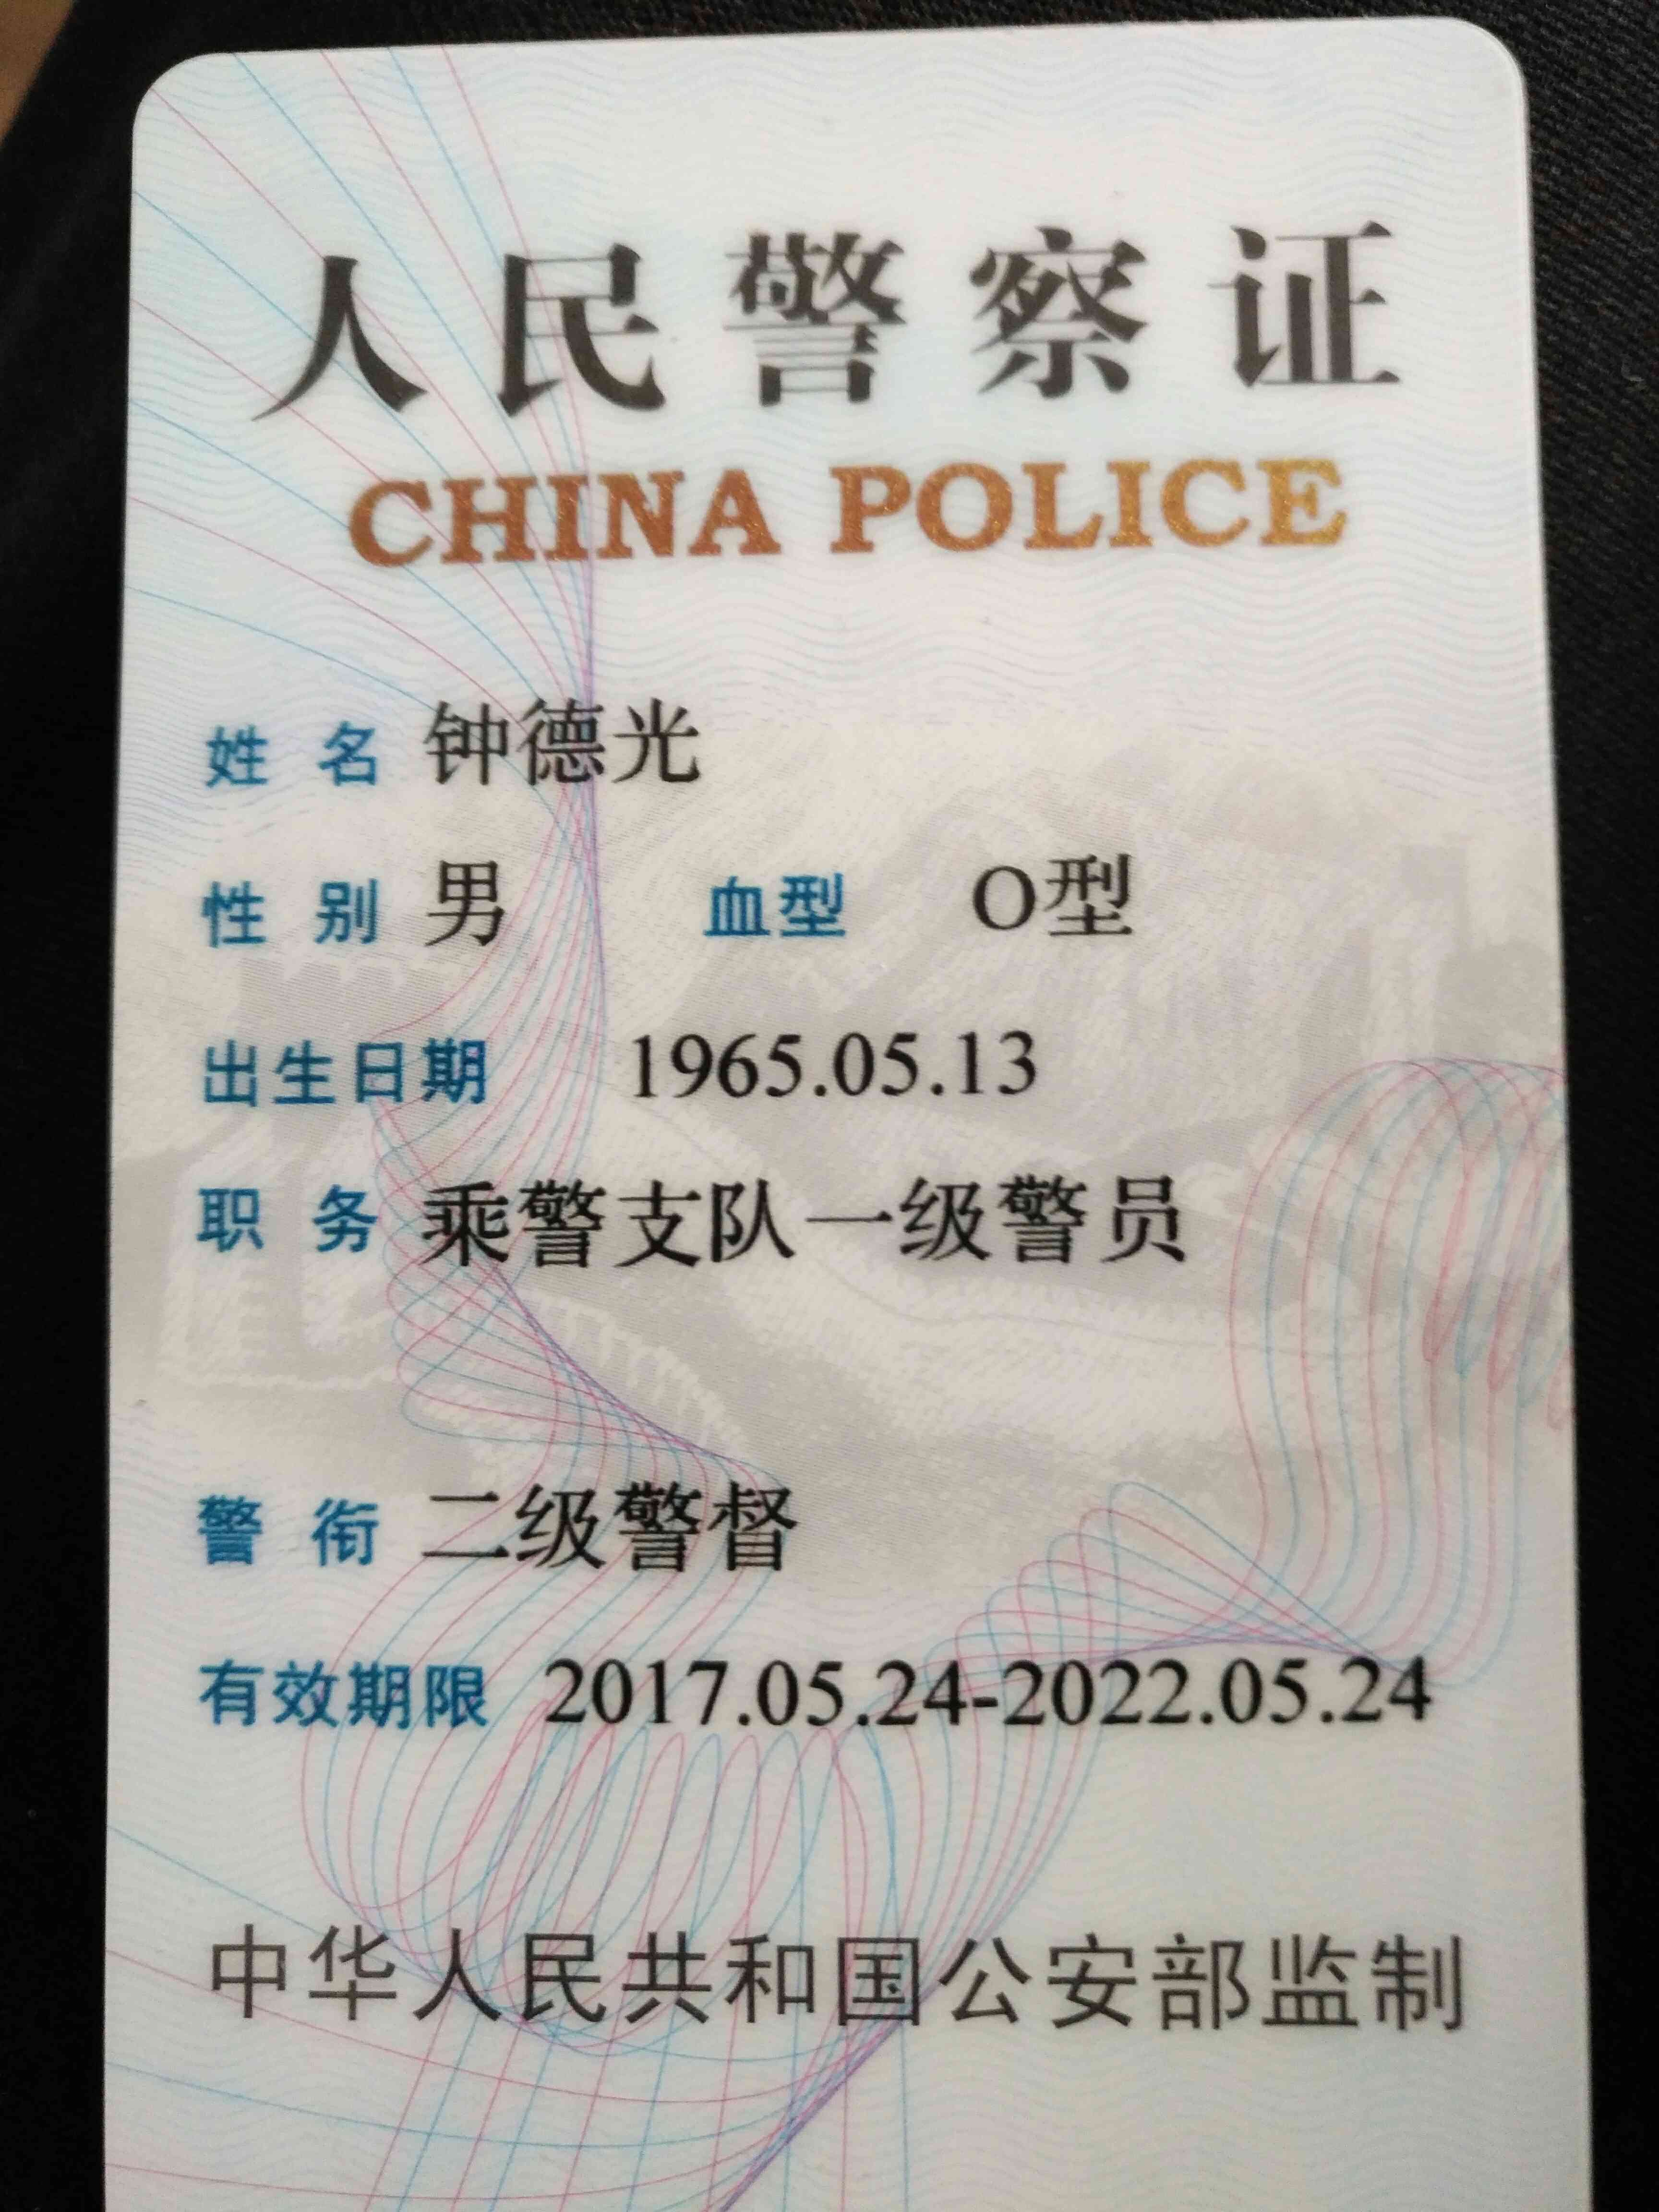 人民警察证
CHINA POLICE
姓名 钟德光
性别 男 血型 O型
出生日期 1965.05.13
职务 乘警支队一级警员
警衔 二级警督
有效期限 2017.05.24-2022.05.24
中华人民共和国公安部监制